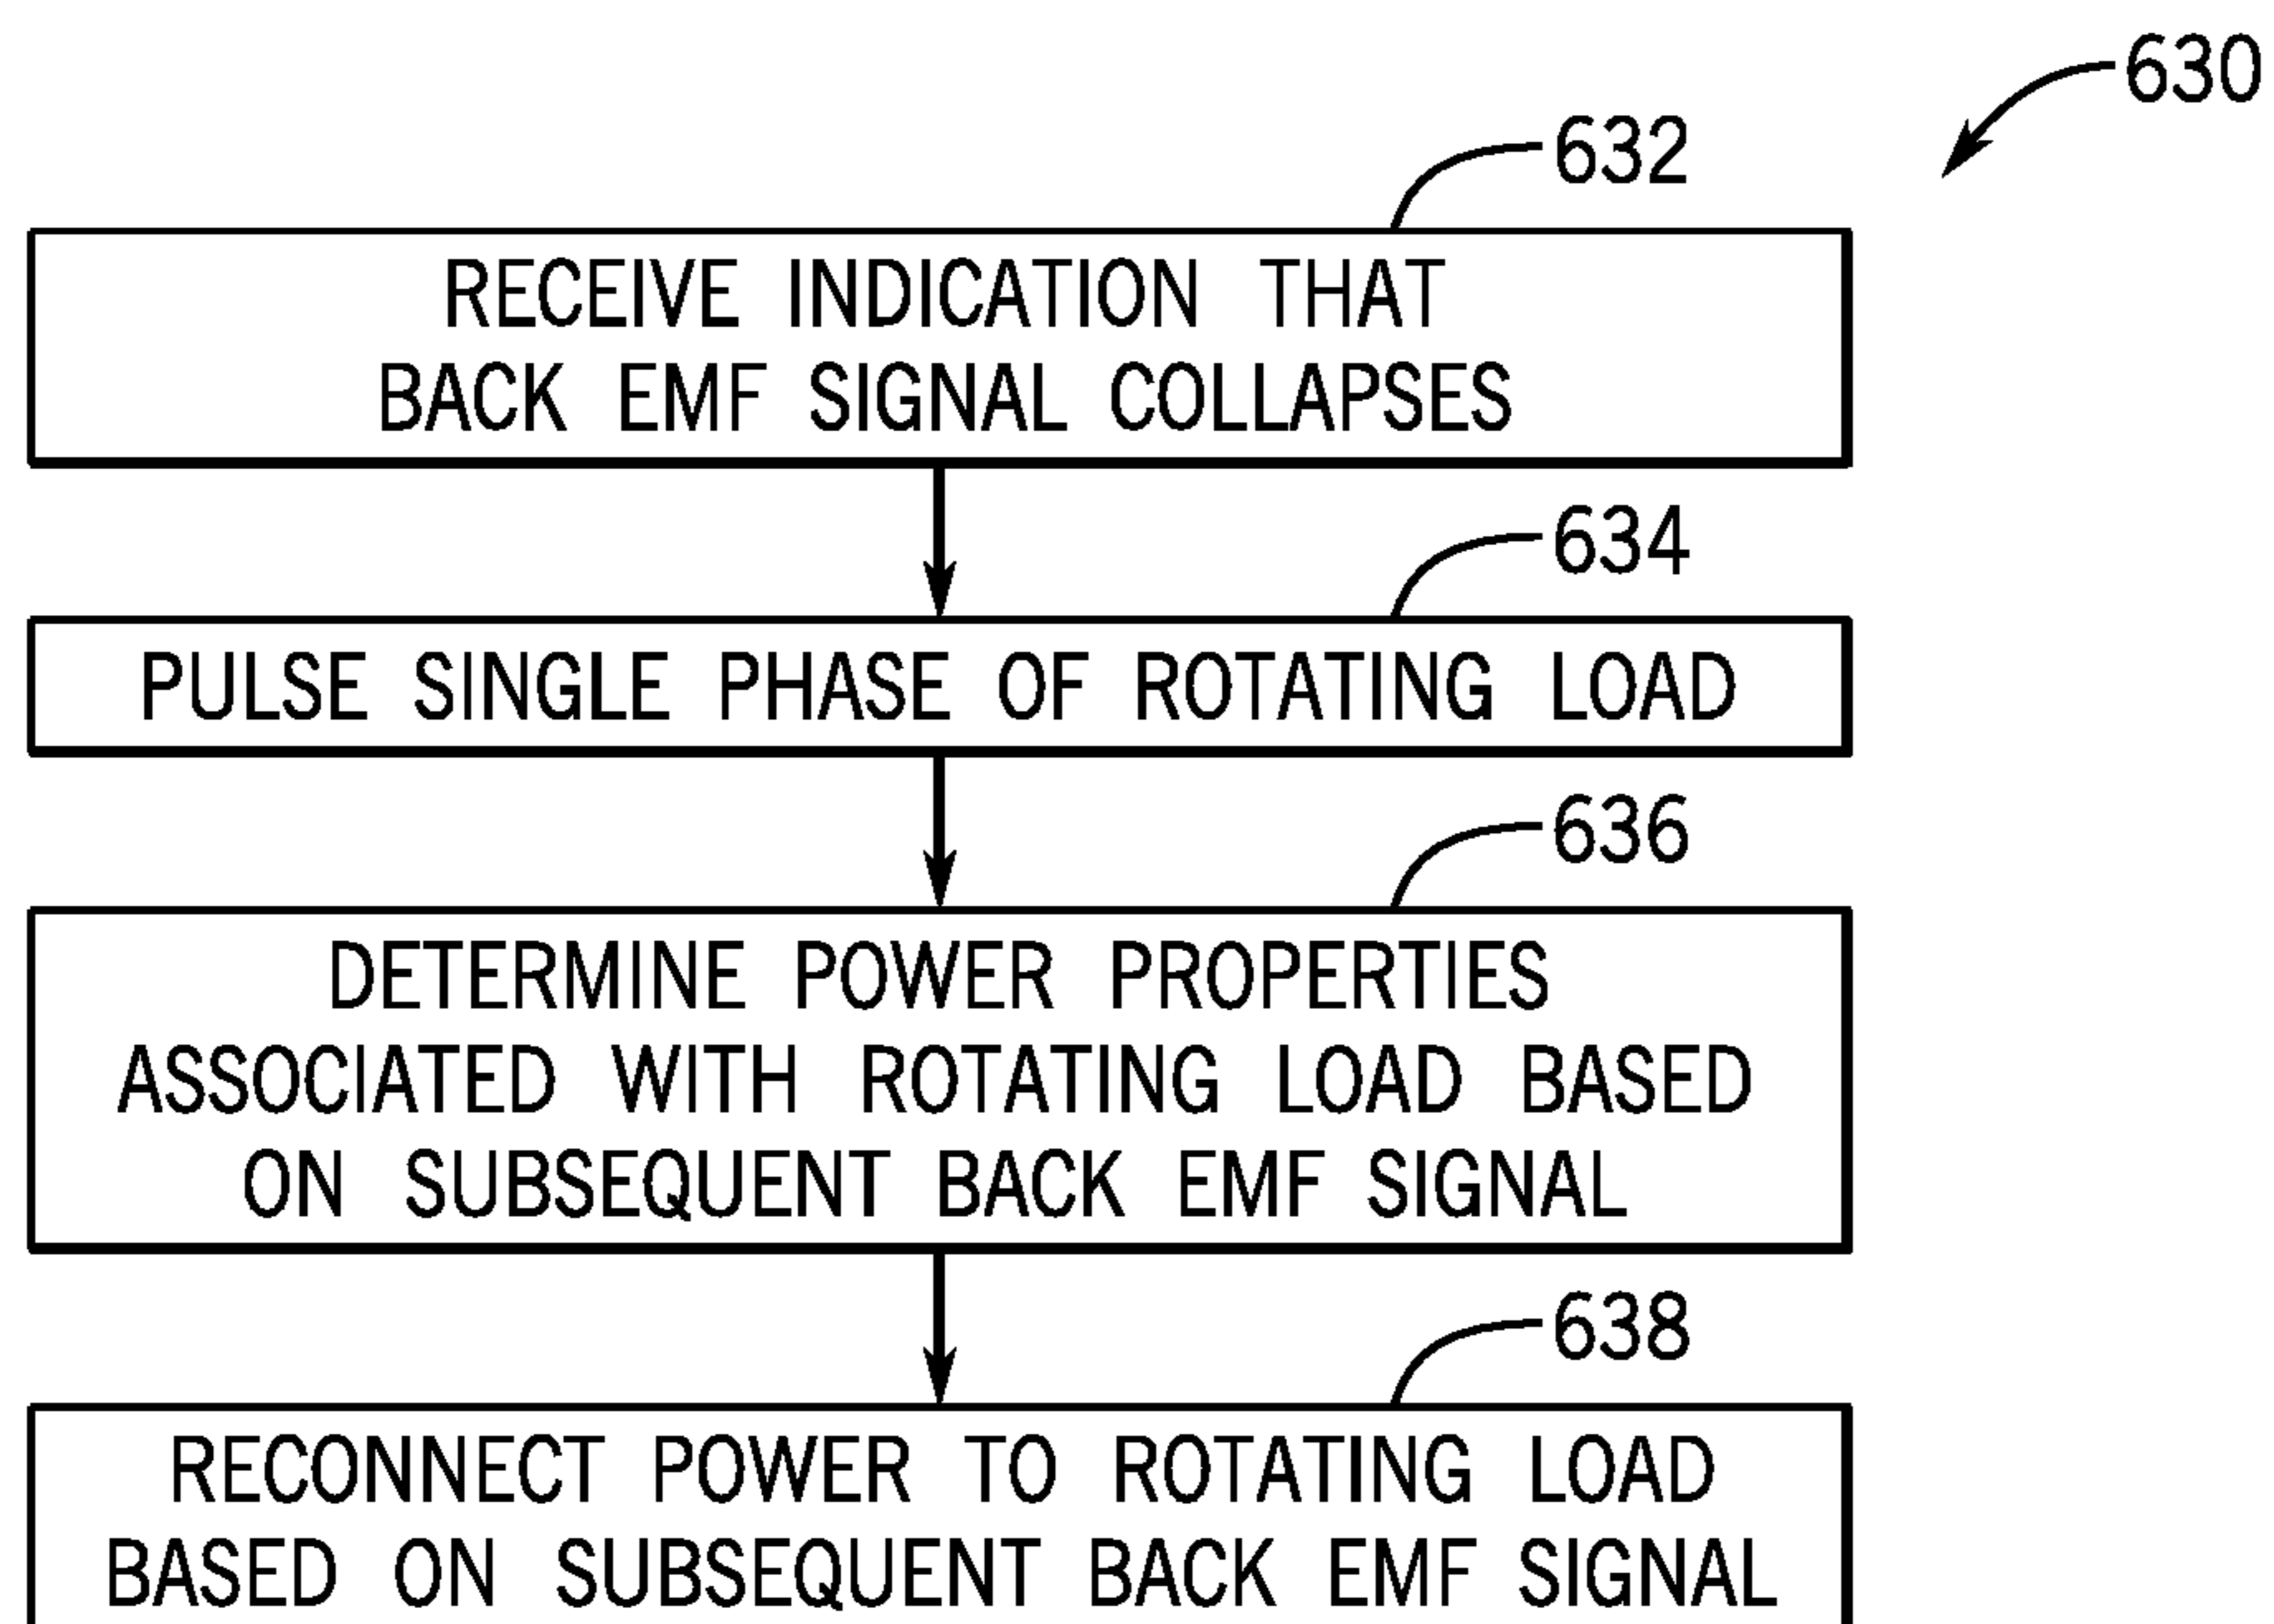 630
632
RECEIVE INDICATION THAT
BACK EMF SIGNAL COLLAPSES
634
PULSE SINGLE PHASE OF ROTATING LOAD
636
DETERMINE POWER PROPERTIES
ASSOCIATED WITH ROTATING LOAD BASED
ON SUBSEQUENT BACK EMF SIGNAL
638
RECONNECT POWER TO ROTATING LOAD
BASED ON SUBSEQUENT BACK EMF SIGNAL